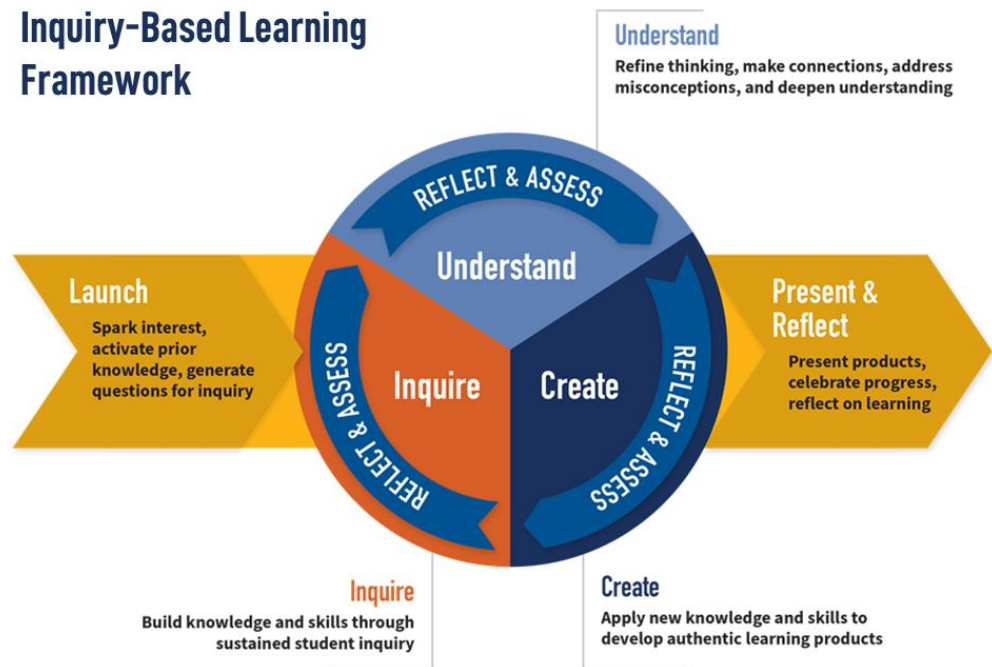 Inquiry-Based Learning
Framework
Understand
Refine thinking, make connections, address
misconceptions, and deepen understanding
REFLECT & ASSESS
Understand
Launch
Spark interest,
activate prior
knowledge, generate
questions for inquiry
REFLECT & ASSESS
Inquire
Create
REFLECT & ASSESS
Present &
Reflect
Present products,
celebrate progress,
reflect on learning
Inquire
Build knowledge and skills through
sustained student inquiry
Create
Apply new knowledge and skills to
develop authentic learning products